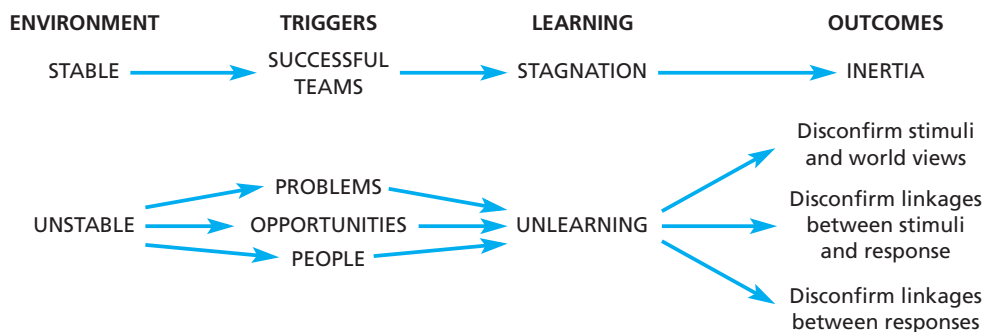 ENVIRONMENT TRIGGERS LEARNING OUTCOMES
STABLE
SUCCESSFUL
TEAMS
STAGNATION
INERTIA
UNSTABLE
PROBLEMS
OPPORTUNITIES
PEOPLE
UNLEARNING
Disconfirm stimuli
and world views
Disconfirm linkages
between stimuli
and response
Disconfirm linkages
between responses